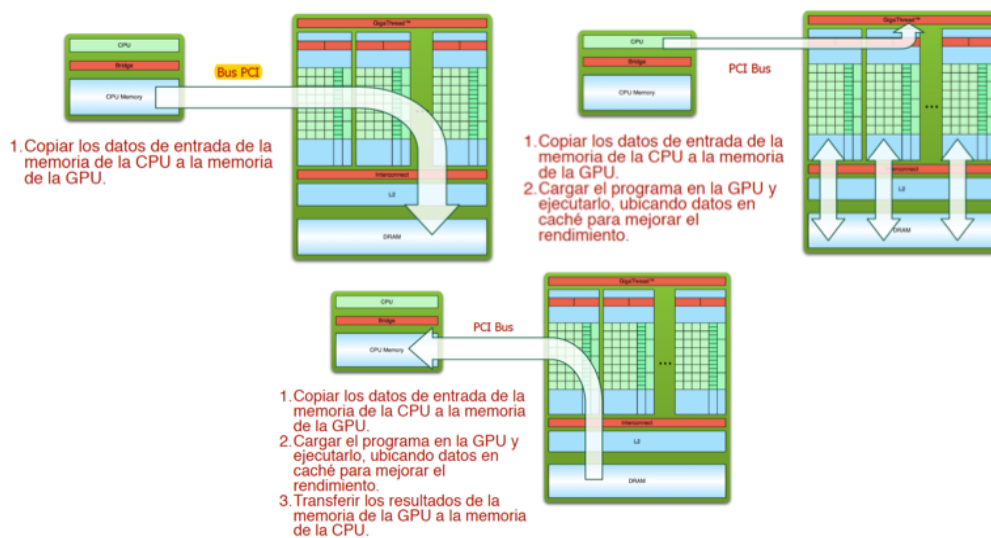 GigaThread™
CPU
Bridge
CPU Memory
Bus PCI
Interconnect
L2
DRAM
1. Copiar los datos de entrada de la
memoria de la CPU a la memoria
de la GPU.
GigaThread™
CPU
Bridge
CPU Memory
PCI Bus
...
Interconnect
L2
DRAM
1. Copiar los datos de entrada de la
memoria de la CPU a la memoria
de la GPU.
2. Cargar el programa en la GPU y
ejecutarlo, ubicando datos en
caché para mejorar el
rendimiento.
GigaThread™
CPU
Bridge
CPU Memory
PCI Bus
...
Interconnect
L2
DRAM
1. Copiar los datos de entrada de la
memoria de la CPU a la memoria
de la GPU.
2. Cargar el programa en la GPU y
ejecutarlo, ubicando datos en
caché para mejorar el
rendimiento.
3. Transferir los resultados de la
memoria de la GPU a la memoria
de la CPU.